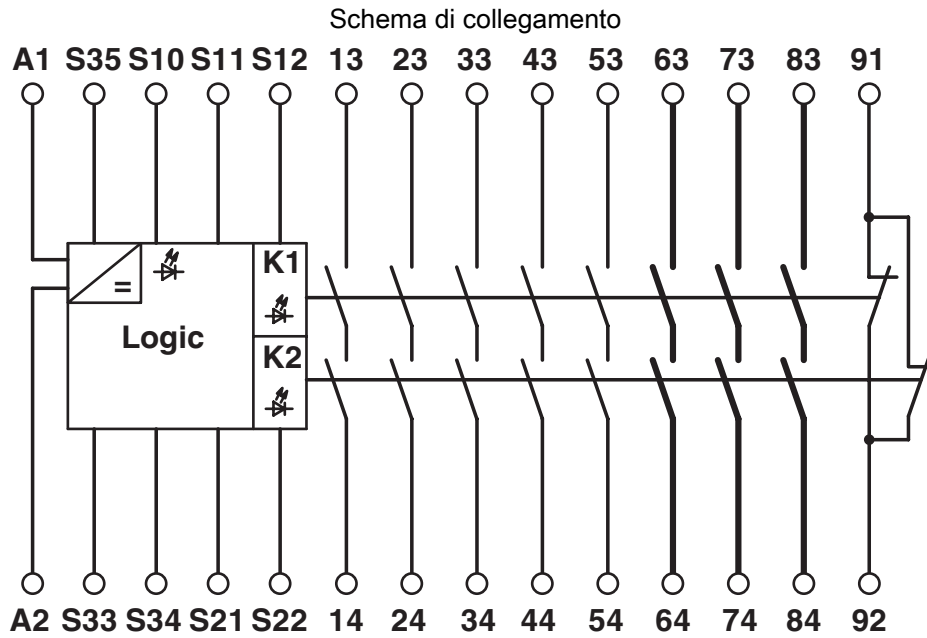 Schema di collegamento
A1 S35 S10 S11 S12 13 23 33 43 53 63 73 83 91
K1
=
Logic
K2
A2 S33 S34 S21 S22 14 24 34 44 54 64 74 84 92